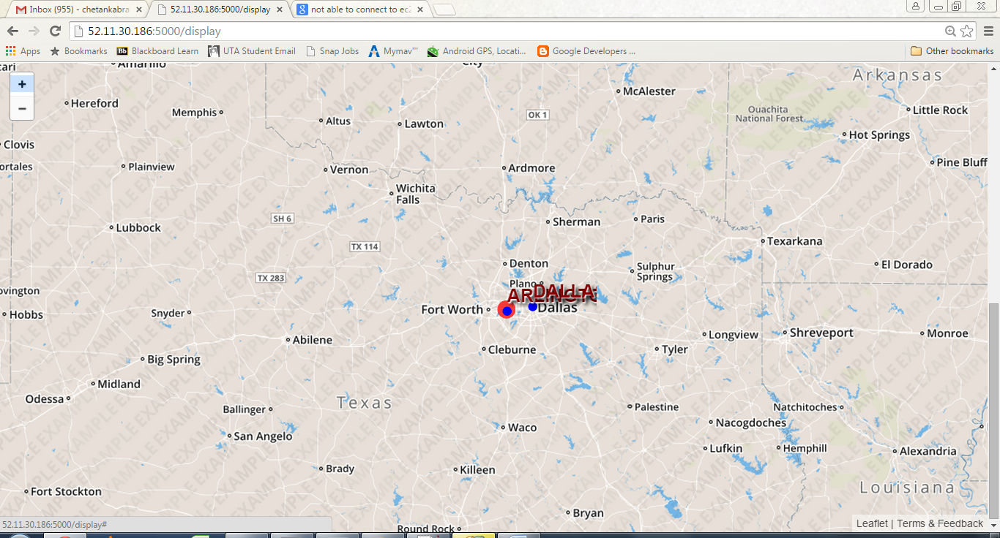 Inbox (955) - chetankabra
52.11.30.186:5000/display
not able to connect to ec2
52.11.30.186:5000/display
Apps
Bookmarks
Bb Blackboard Learn
UTA Student Email
Snap Jobs
Mymav'''
Android GPS, Locati...
Google Developers ...
Other bookmarks
Amarillo
City
Arkansas
+
−
Hereford
Memphis
Altus
Lawton
OK 1
McAlester
Ouachita
National Forest
Little Rock
Hot Springs
Clovis
Plainview
Vernon
Ardmore
Pine Bluff
Wichita
Falls
SH 6
Lubbock
Sherman
Paris
Texarkana
TX 114
Denton
Sulphur
Springs
El Dorado
TX 283
Plano
DALLA
Hobbs
Snyder
Fort Worth
Dallas
Abilene
Cleburne
Tyler
Longview
Shreveport
Monroe
Big Spring
Midland
Odessa
Ballinger
Texas
Palestine
Natchitoches
San Angelo
Waco
Nacogdoches
Lufkin
Hemphill
Alexandria
Brady
Killeen
Fort Stockton
Louisiana
Bryan
Round Rock
52.11.30.186:5000/display#
Leaflet | Terms & Feedback
EXAMPLE